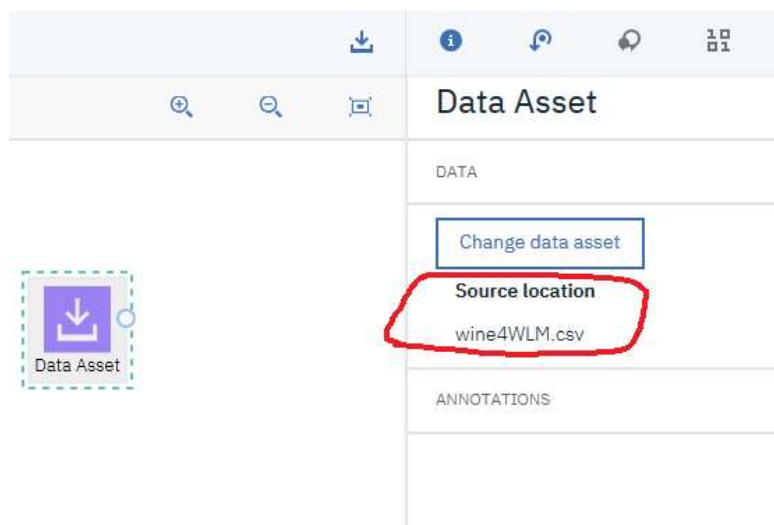 Data Asset
DATA
Change data asset
Source location
wine4WLM.csv
Data Asset
ANNOTATIONS